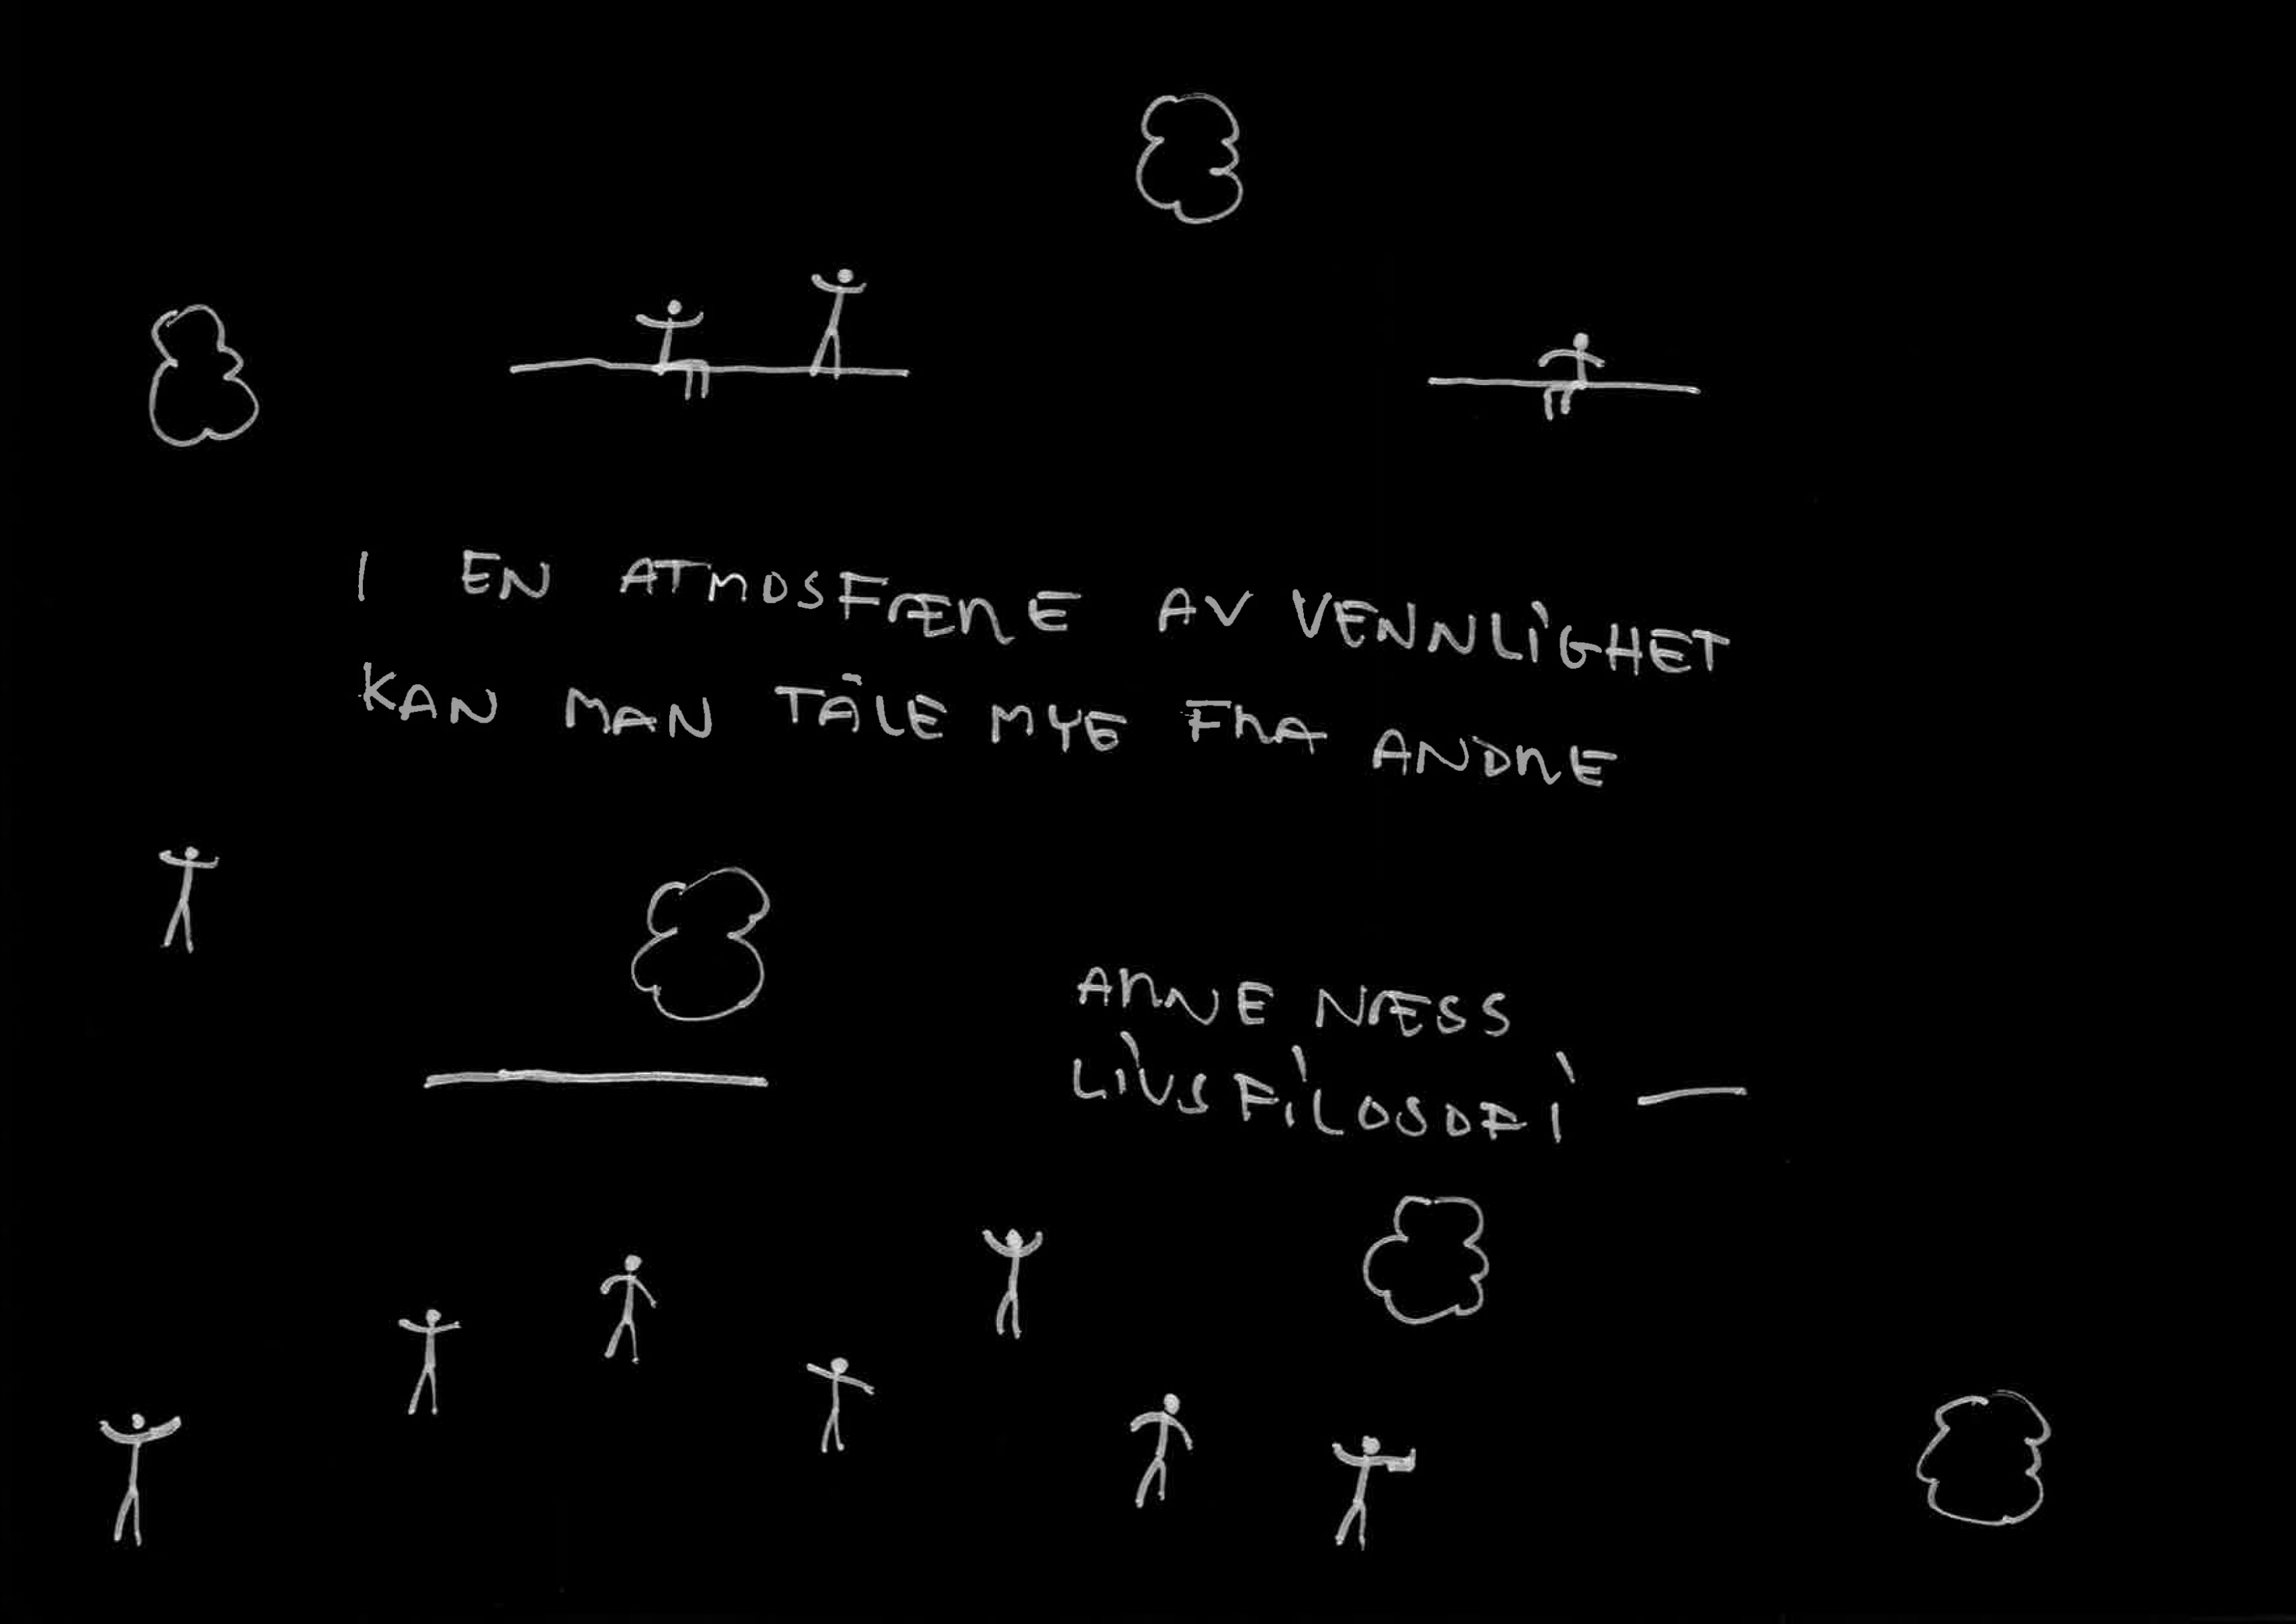 I EN ATMOSFÆRE AV VENNLIGHET
KAN MAN TÅLE MYE FRA ANDRE
ARNE NÆSS
LIVSFILOSOFI —